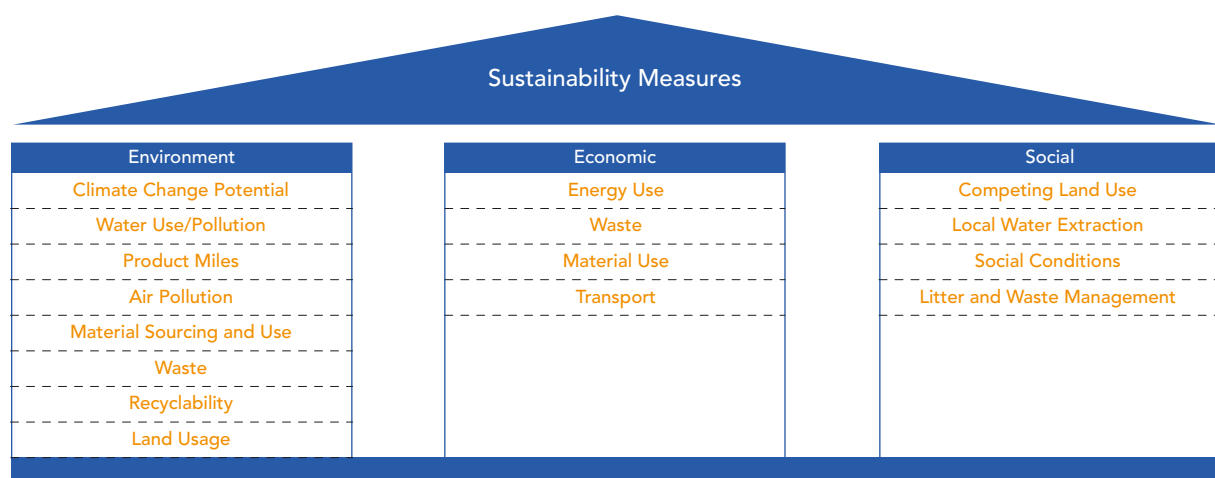 Sustainability Measures
Environment
Climate Change Potential
Water Use/Pollution
Product Miles
Air Pollution
Material Sourcing and Use
Waste
Recyclability
Land Usage
Economic
Energy Use
Waste
Material Use
Transport
Social
Competing Land Use
Local Water Extraction
Social Conditions
Litter and Waste Management